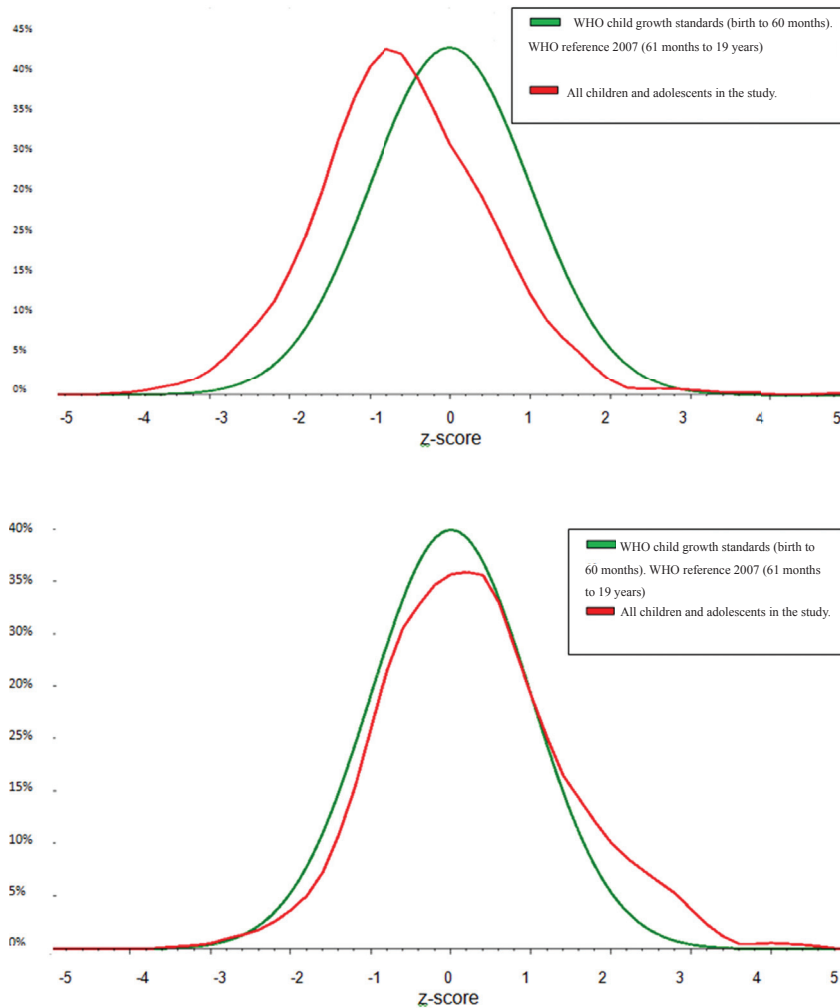 45%
WHO child growth standards (birth to 60 months).
WHO reference 2007 (61 months to 19 years)
All children and adolescents in the study.
45%
35%
30%
20%
25%
10%
5%
0%
-5 -4 -3 -2 -1 0 1 2 3 4 5
z-score
40%
WHO child growth standards (birth to
60 months). WHO reference 2007 (61 months
to 19 years)
All children and adolescents in the study.
35%
30%
20%
25%
15%
10%
5%
0%
-5 -4 -3 -2 -1 0 1 2 3 4 5
z-score